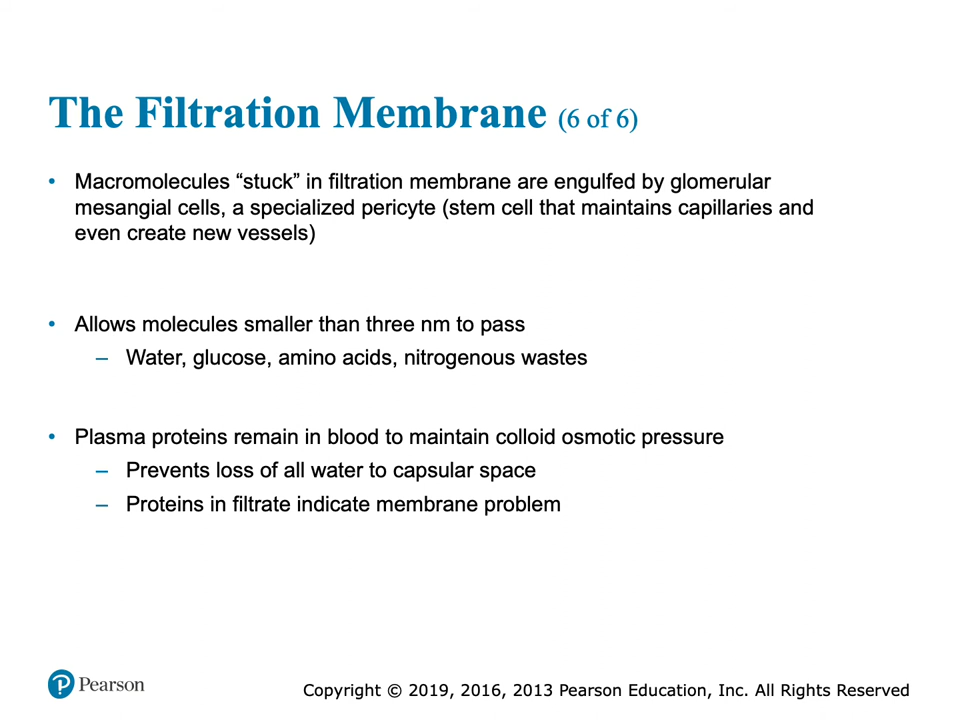 The Filtration Membrane (6 of 6)
• Macromolecules “stuck” in filtration membrane are engulfed by glomerular
mesangial cells, a specialized pericyte (stem cell that maintains capillaries and
even create new vessels)
• Allows molecules smaller than three nm to pass
– Water, glucose, amino acids, nitrogenous wastes
• Plasma proteins remain in blood to maintain colloid osmotic pressure
– Prevents loss of all water to capsular space
– Proteins in filtrate indicate membrane problem
P Pearson
Copyright © 2019, 2016, 2013 Pearson Education, Inc. All Rights Reserved